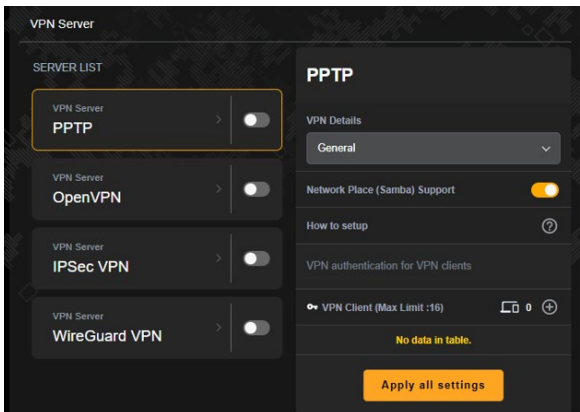 VPN Server
SERVER LIST
VPN Server
PPTP
VPN Server
OpenVPN
VPN Server
IPSec VPN
VPN Server
WireGuard VPN
PPTP
VPN Details
General
Network Place (Samba) Support
How to setup
VPN authentication for VPN clients
VPN Client (Max Limit :16) 0
No data in table.
Apply all settings